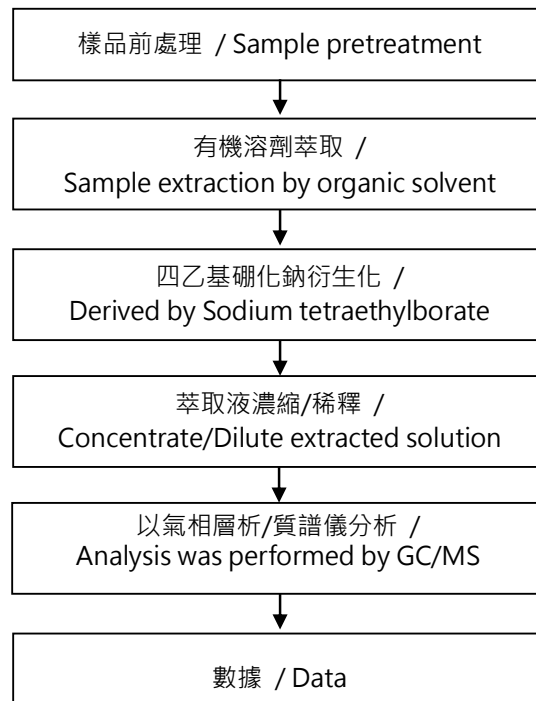 樣品前處理 / Sample pretreatment
有機溶劑萃取 /
Sample extraction by organic solvent
四乙基硼化鈉衍生化 /
Derived by Sodium tetraethylborate
萃取液濃縮/稀釋 /
Concentrate/Dilute extracted solution
以氣相層析/質譜儀分析 /
Analysis was performed by GC/MS
數據 / Data